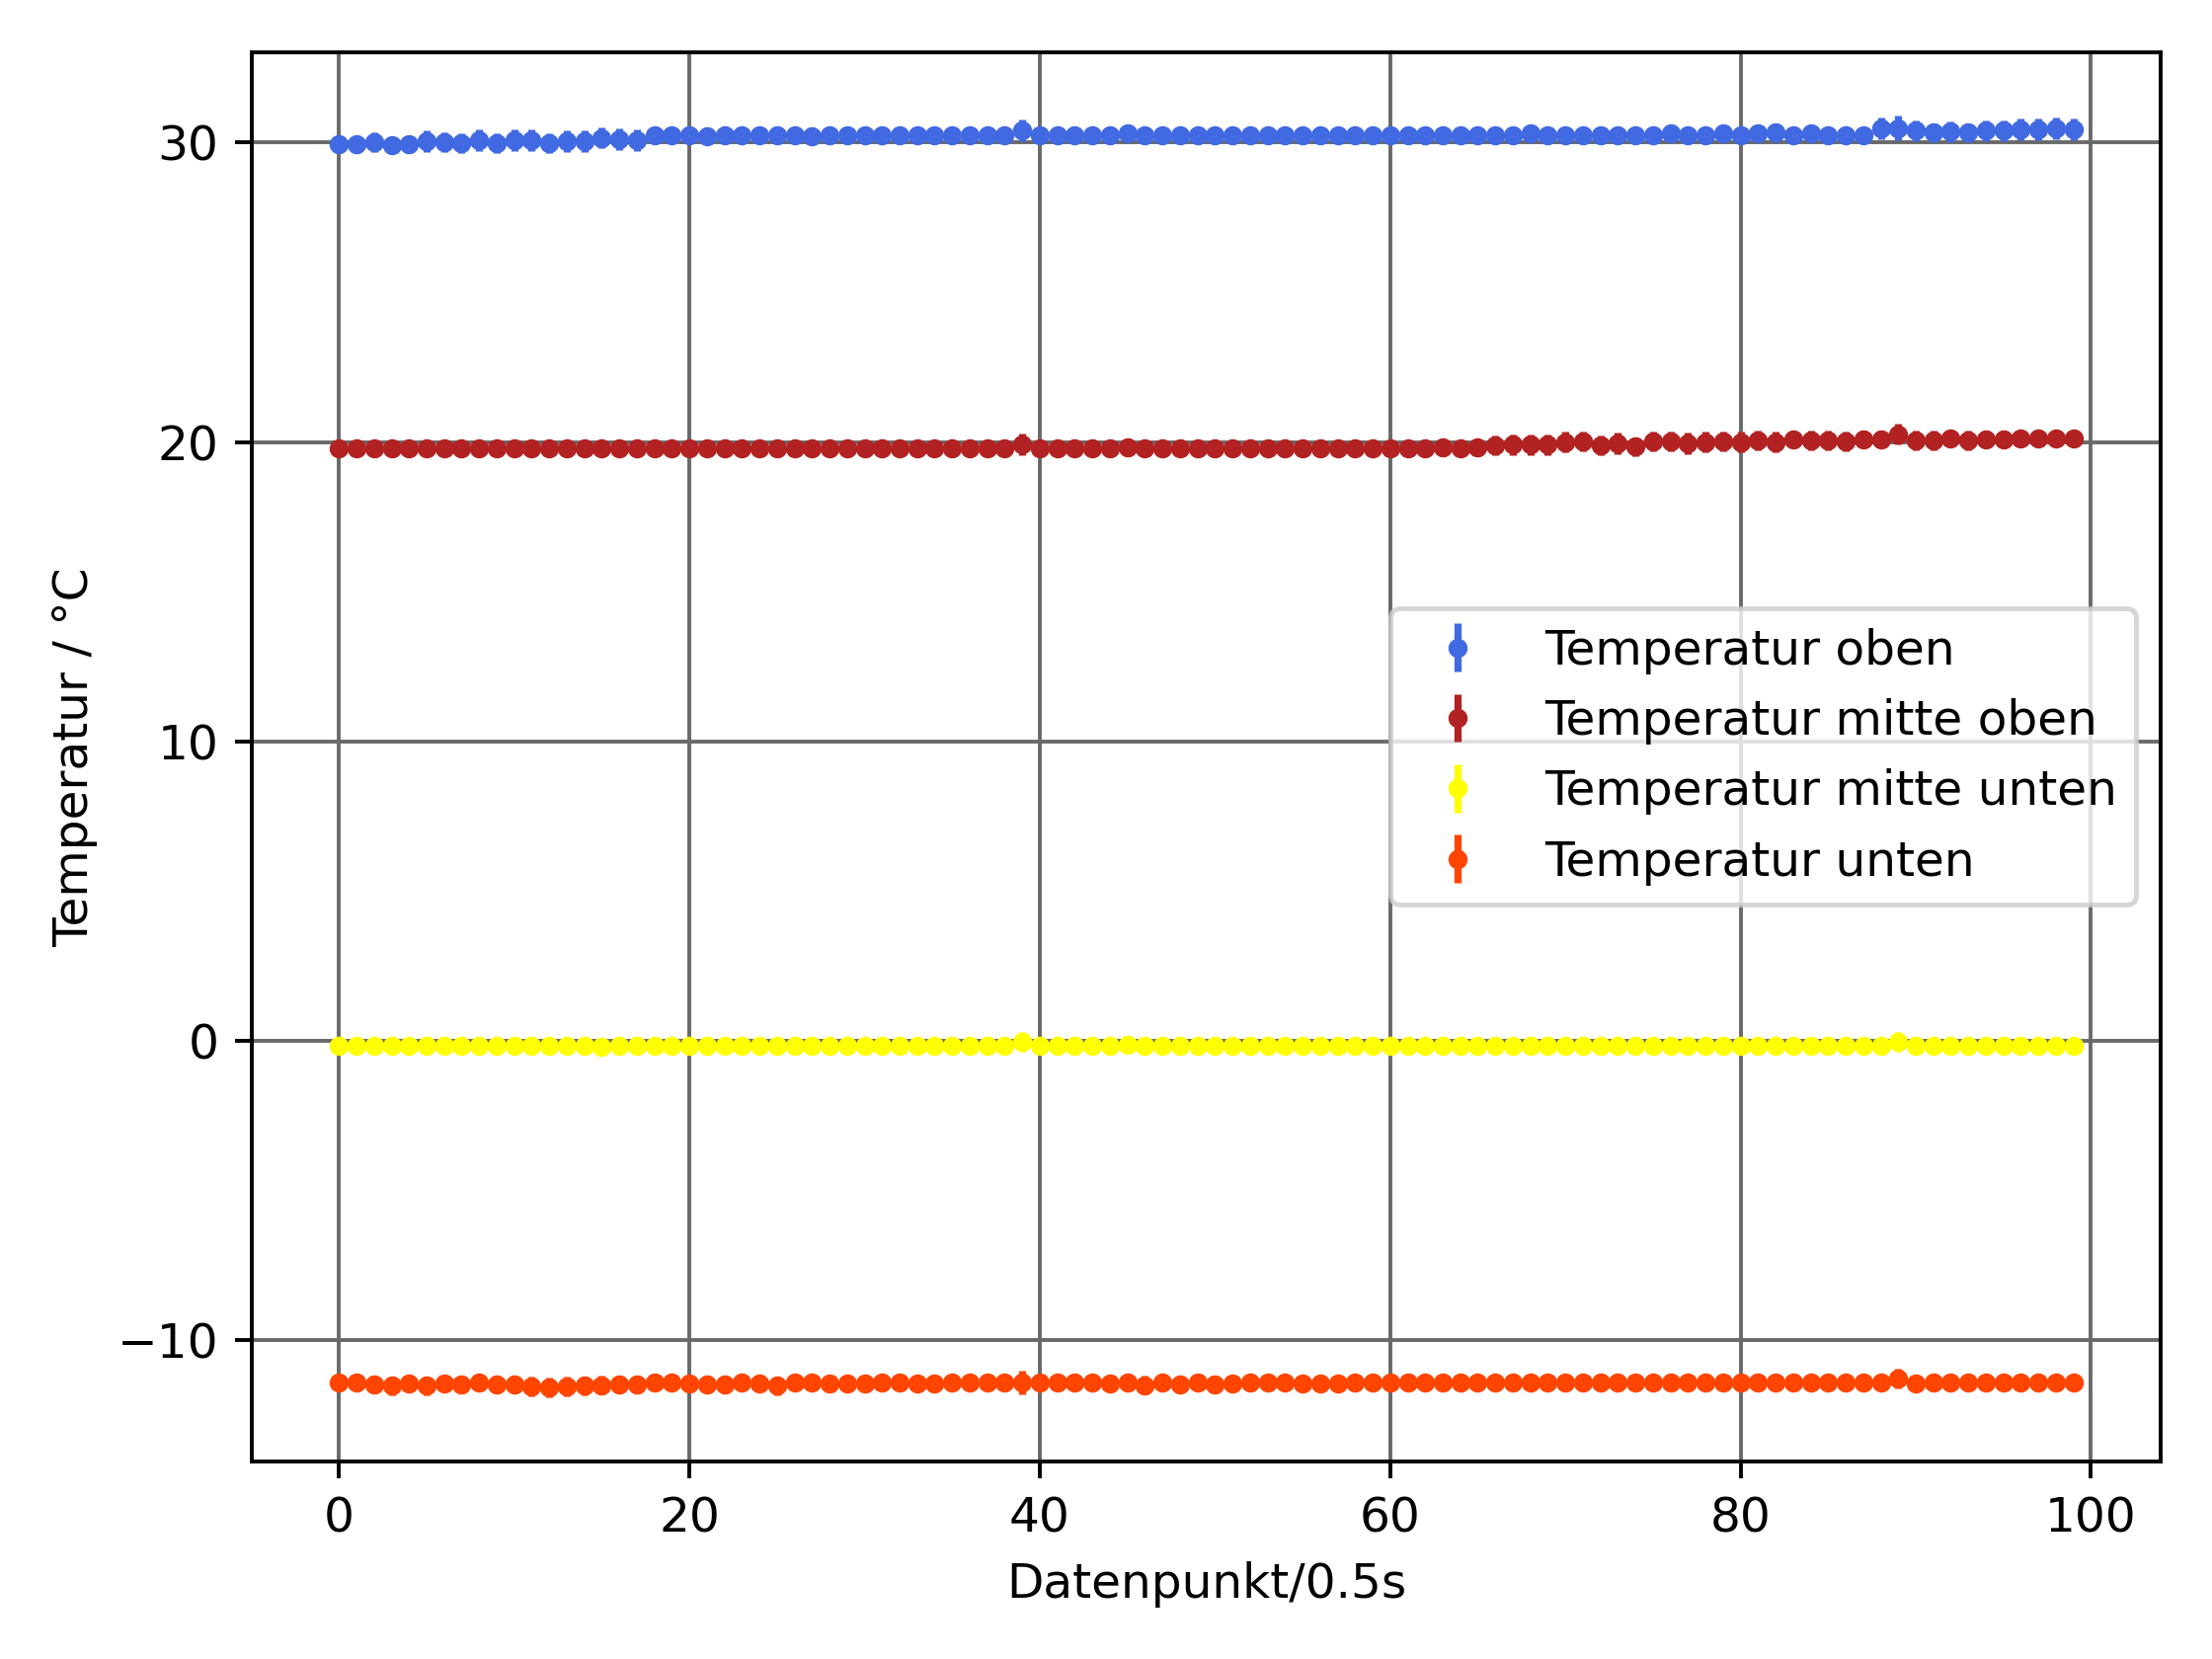 30
20
10
0
−10
Temperatur / °C
Temperatur oben
Temperatur mitte oben
Temperatur mitte unten
Temperatur unten
0 20 40 60 80 100
Datenpunkt/0.5s